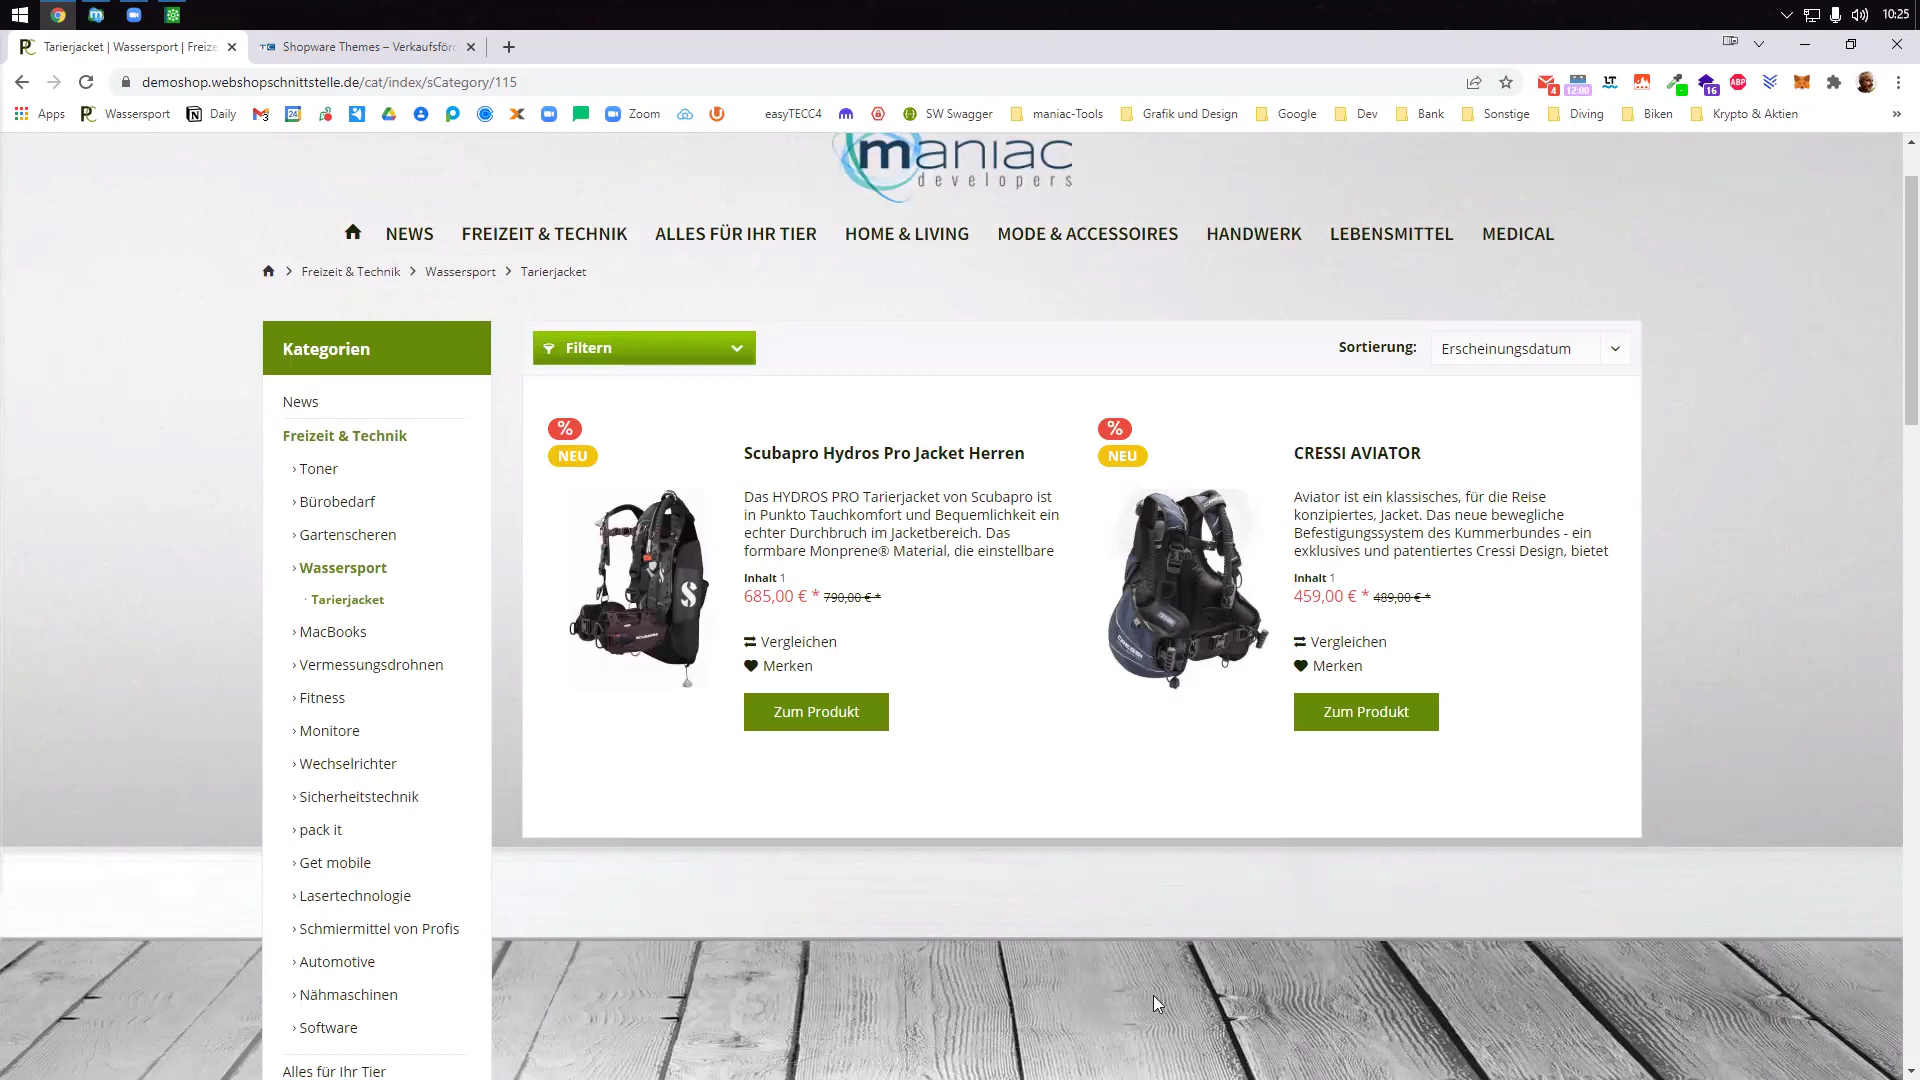 10:25
Tarierjacket | Wassersport | Freize
Shopware Themes – Verkaufsför
demoshop.webshopschnittstelle.de/cat/index/sCategory/115
4
12:00
LT
16
ABP
Apps
Wassersport
Daily
24
Zoom
easyTECC4
SW Swagger
maniac-Tools
Grafik und Design
Google
Dev
Bank
Sonstige
Diving
Biken
Krypto & Aktien
maniac
developers
NEWS
FREIZEIT & TECHNIK
ALLES FÜR IHR TIER
HOME & LIVING
MODE & ACCESSOIRES
HANDWERK
LEBENSMITTEL
MEDICAL
Freizeit & Technik
Wassersport
Tarierjacket
Kategorien
News
Freizeit & Technik
Toner
Bürobedarf
Gartenscheren
Wassersport
Tarierjacket
MacBooks
Vermessungsdrohnen
Fitness
Monitore
Wechselrichter
Sicherheitstechnik
pack it
Get mobile
Lasertechnologie
Schmiermittel von Profis
Automotive
Nähmaschinen
Software
Alles für Ihr Tier
Filtern
Sortierung:
Erscheinungsdatum
%
NEU
Scubapro Hydros Pro Jacket Herren
Das HYDROS PRO Tarierjacket von Scubapro ist
in Punkto Tauchkomfort und Bequemlichkeit ein
echter Durchbruch im Jacketbereich. Das
formbare Monprene® Material, die einstellbare
Inhalt 1
685,00 € * 790,00 € *
Vergleichen
Merken
Zum Produkt
%
NEU
CRESSI AVIATOR
Aviator ist ein klassisches, für die Reise
konzipiertes, Jacket. Das neue bewegliche
Befestigungssystem des Kummerbundes - ein
exklusives und patentiertes Cressi Design, bietet
Inhalt 1
459,00 € * 489,00 € *
Vergleichen
Merken
Zum Produkt